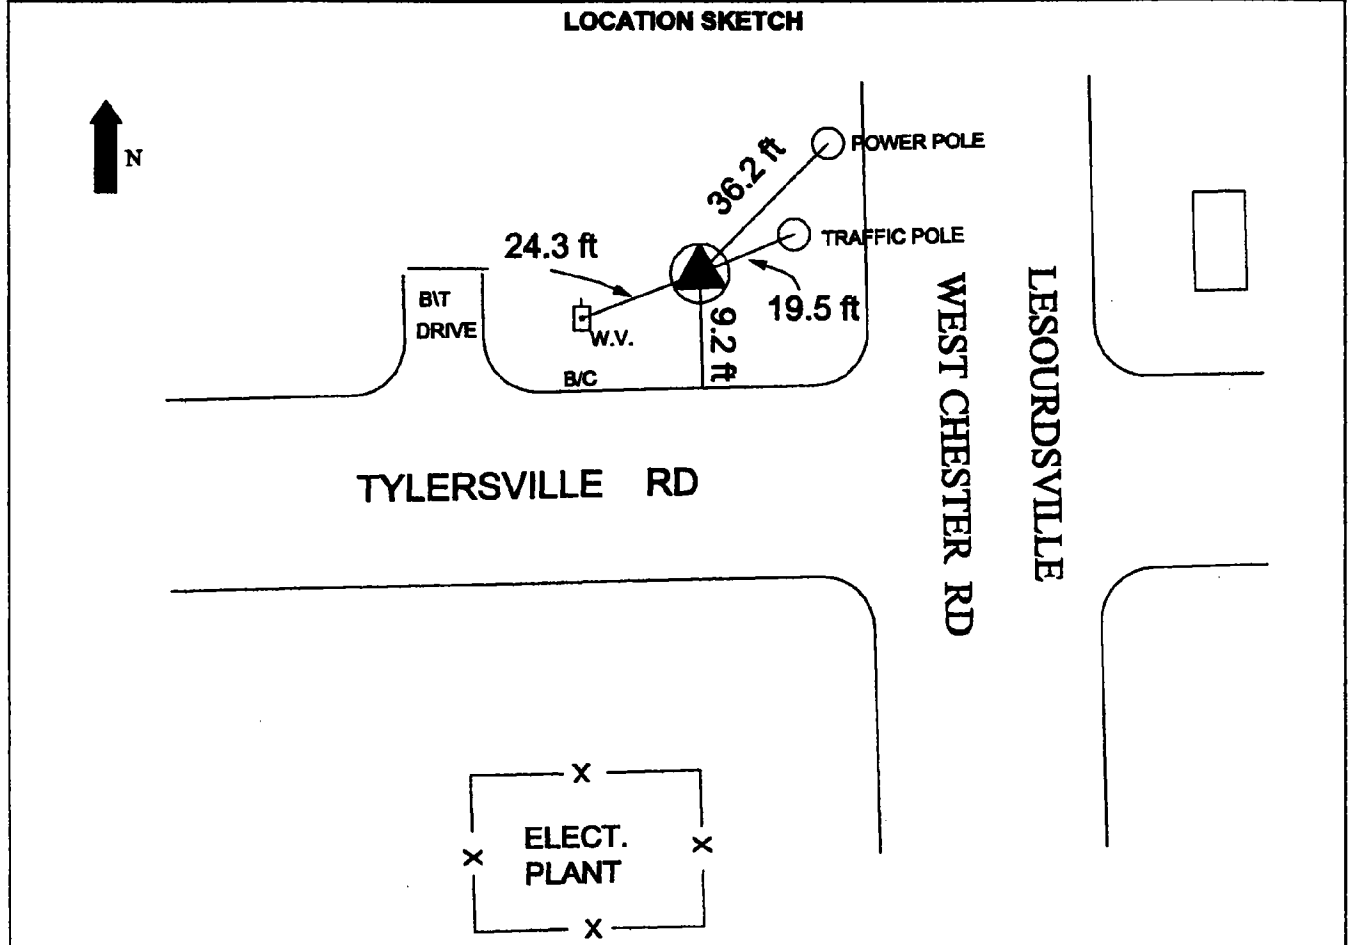 LOCATION SKETCH
N
POWER POLE
36.2 ft
TRAFFIC POLE
24.3 ft
19.5 ft
B\T
DRIVE
W.V.
9.2 ft
B/C
TYLERSVILLE RD
WEST CHESTER RD
LESOURDSVILLE
X
X
ELECT.
PLANT
X
X